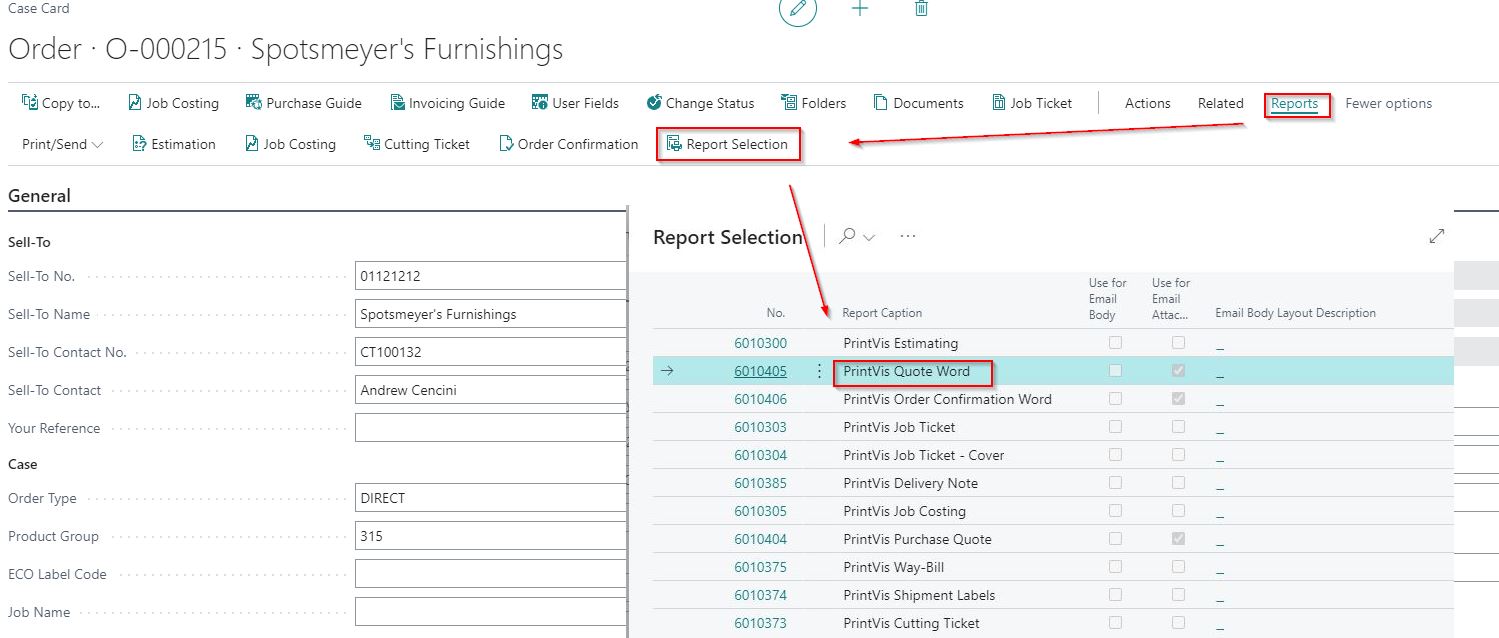 Case Card
Order · O-000215 · Spotsmeyer's Furnishings
Copy to... Job Costing Purchase Guide Invoicing Guide User Fields Change Status Folders Documents Job Ticket Actions Related Reports Fewer options
Print/Send Estimation Job Costing Cutting Ticket Order Confirmation Report Selection
General
Sell-To
Sell-To No. 01121212
Sell-To Name Spotsmeyer's Furnishings
Sell-To Contact No. CT100132
Sell-To Contact Andrew Cencini
Your Reference
Case
Order Type DIRECT
Product Group 315
ECO Label Code
Job Name
Report Selection ...
No. Report Caption Use for Email Body Use for Email Attac... Email Body Layout Description
6010300 PrintVis Estimating _
6010405 PrintVis Quote Word _
6010406 PrintVis Order Confirmation Word _
6010303 PrintVis Job Ticket _
6010304 PrintVis Job Ticket - Cover _
6010385 PrintVis Delivery Note _
6010305 PrintVis Job Costing _
6010404 PrintVis Purchase Quote _
6010375 PrintVis Way-Bill _
6010374 PrintVis Shipment Labels _
6010373 PrintVis Cutting Ticket _